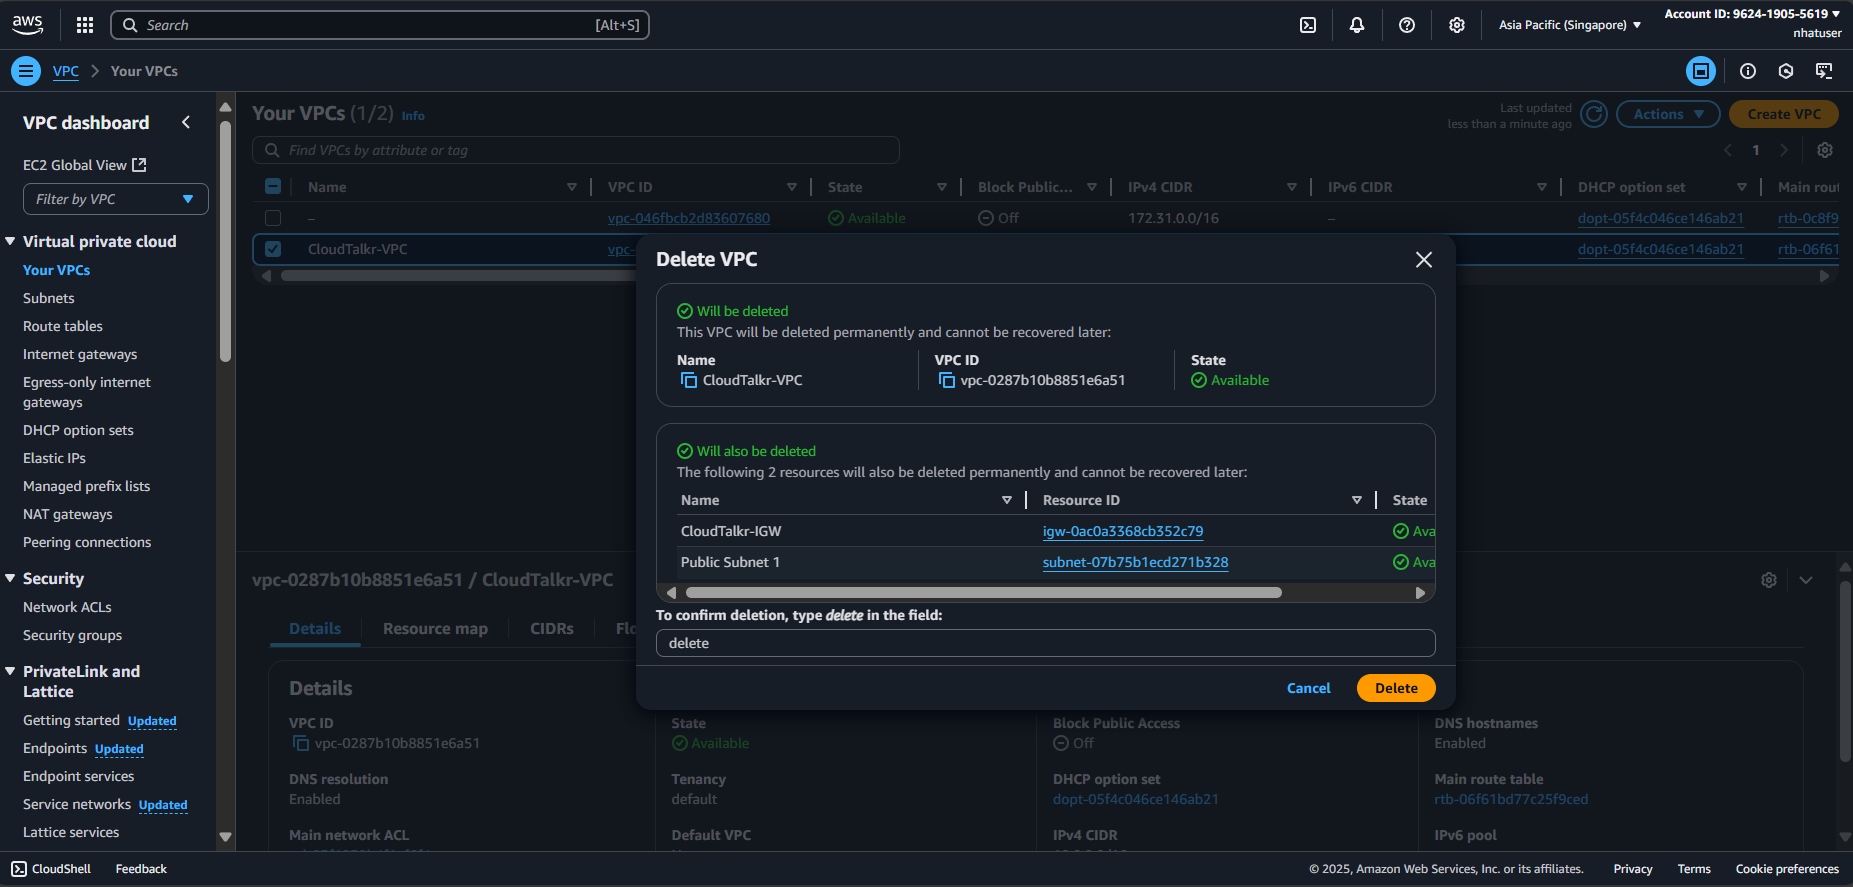 aws
Search [Alt+S]
Asia Pacific (Singapore)
Account ID: 9624-1905-5619
nhatuser
VPC
Your VPCs
VPC dashboard
EC2 Global View
Filter by VPC
Virtual private cloud
Your VPCs
Subnets
Route tables
Internet gateways
Egress-only internet
gateways
DHCP option sets
Elastic IPs
Managed prefix lists
NAT gateways
Peering connections
Security
Network ACLs
Security groups
PrivateLink and
Lattice
Getting started Updated
Endpoints Updated
Endpoint services
Service networks Updated
Lattice services
Your VPCs (1/2) Info
Last updated
less than a minute ago
Actions
Create VPC
Find VPCs by attribute or tag
1
Name VPC ID State Block Public... IPv4 CIDR IPv6 CIDR DHCP option set Main rout
– vpc-046fbcb2d83607680 Available Off 172.31.0.0/16 – dopt-05f4c046ce146ab21 rtb-0c8f9
CloudTalkr-VPC vpc- dopt-05f4c046ce146ab21 rtb-06f61
Delete VPC
Will be deleted
This VPC will be deleted permanently and cannot be recovered later:
Name VPC ID State
CloudTalkr-VPC vpc-0287b10b8851e6a51 Available
Will also be deleted
The following 2 resources will also be deleted permanently and cannot be recovered later:
Name Resource ID State
CloudTalkr-IGW igw-0ac0a3368cb352c79 Ava
Public Subnet 1 subnet-07b75b1ecd271b328 Ava
To confirm deletion, type delete in the field:
delete
Cancel Delete
vpc-0287b10b8851e6a51 / CloudTalkr-VPC
Details Resource map CIDRs Flo
Details
VPC ID State Block Public Access DNS hostnames
vpc-0287b10b8851e6a51 Available Off Enabled
DNS resolution Tenancy DHCP option set Main route table
Enabled default dopt-05f4c046ce146ab21 rtb-06f61bd77c25f9ced
Main network ACL Default VPC IPv4 CIDR IPv6 pool
CloudShell Feedback © 2025, Amazon Web Services, Inc. or its affiliates. Privacy Terms Cookie preferences